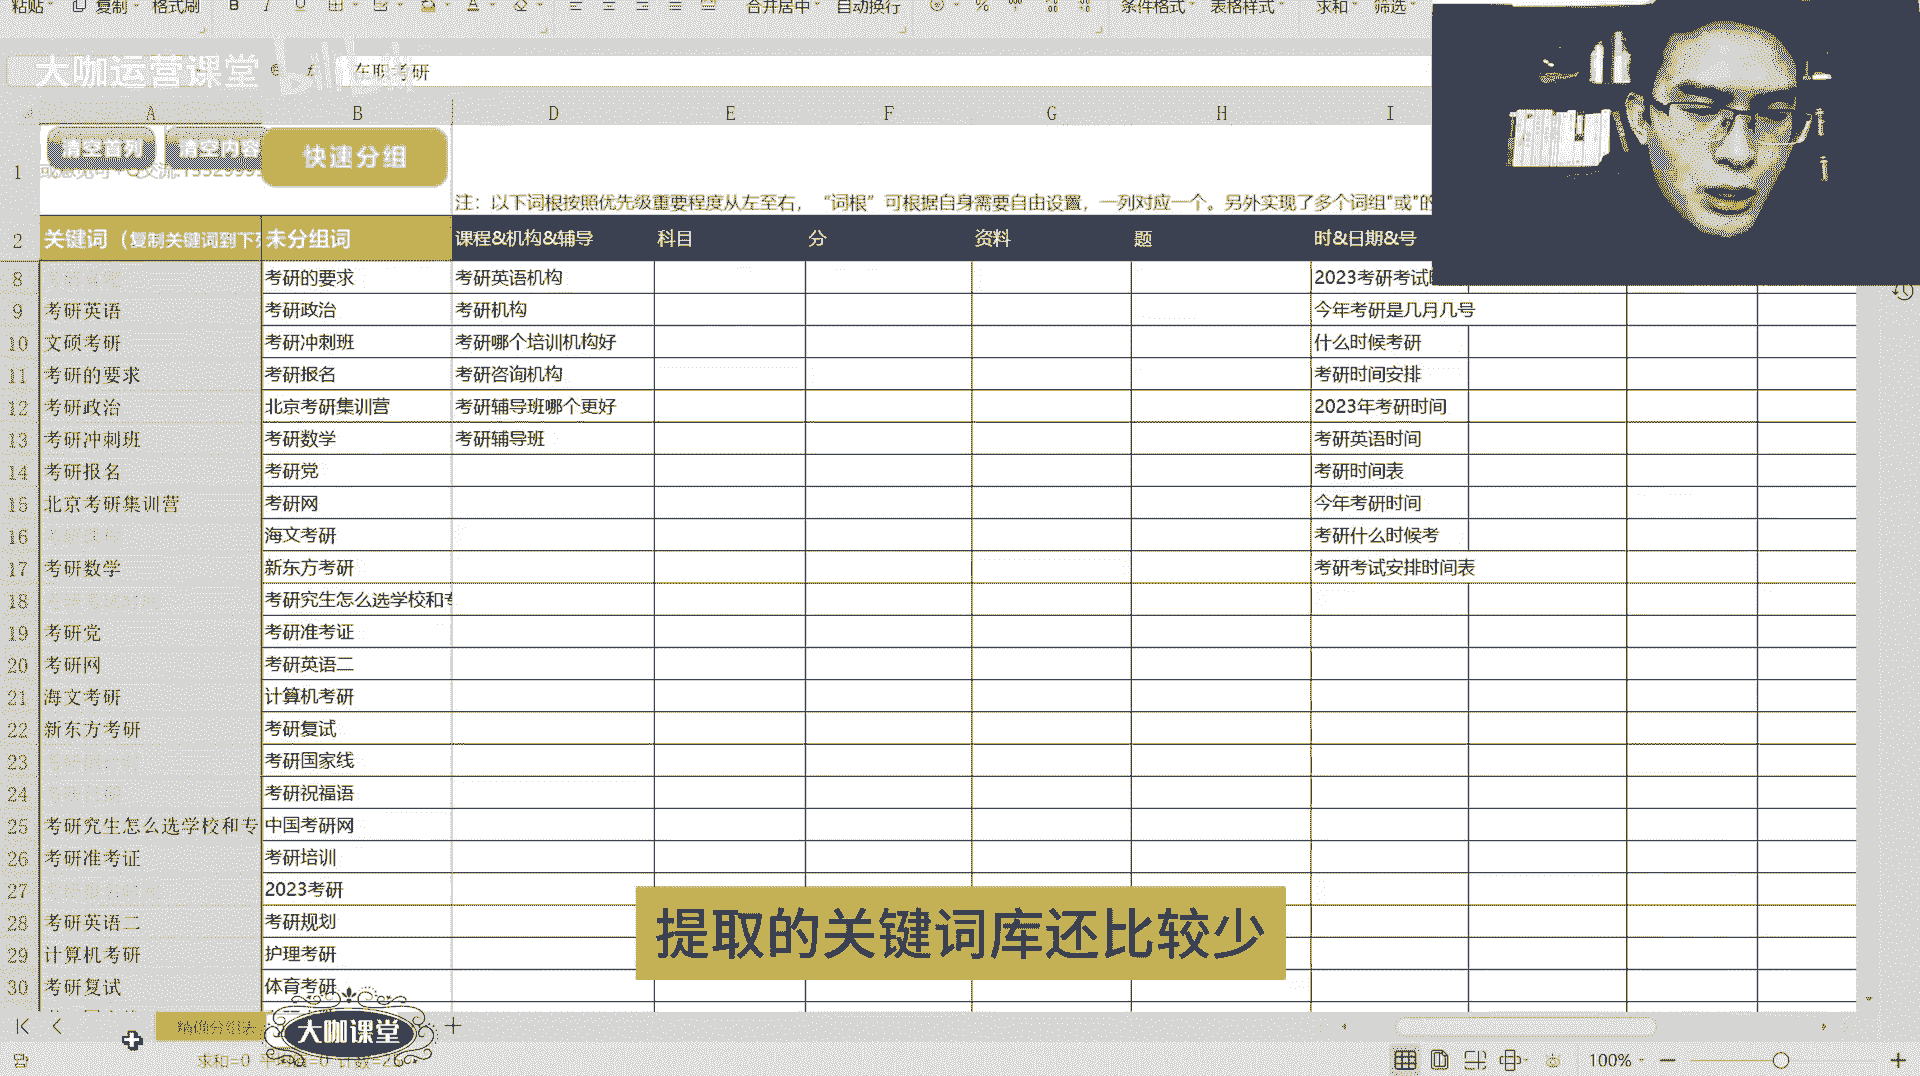 粘贴 复制 格式刷 B I U 合并居中 自动换行 % 条件格式 表格样式 求和 筛选
大咖运营课堂 bilibili
在职考研
A B D E F G H I
清空首列 清空内容 快速分组
1
注：以下词根按照优先级重要程度从左至右，“词根”可根据自身需要自由设置，一列对应一个。另外实现了多个词组"或"的
2 关键词（复制关键词到下 未分组词 课程&机构&辅导 科目 分 资料 题 时&日期&号
8 考研的要求 考研英语机构 2023考研考试
9 考研英语 考研政治 考研机构 今年考研是几月几号
10 文硕考研 考研冲刺班 考研哪个培训机构好 什么时候考研
11 考研的要求 考研报名 考研咨询机构 考研时间安排
12 考研政治 北京考研集训营 考研辅导班哪个更好 2023年考研时间
13 考研冲刺班 考研数学 考研辅导班 考研英语时间
14 考研报名 考研党 考研时间表
15 北京考研集训营 考研网 今年考研时间
16 海文考研 考研什么时候考
17 考研数学 新东方考研 考研考试安排时间表
18 考研究生怎么选学校和专
19 考研党 考研准考证
20 考研网 考研英语二
21 海文考研 计算机考研
22 新东方考研 考研复试
23 考研国家线
24 考研祝福语
25 考研究生怎么选学校和专 中国考研网
26 考研准考证 考研培训
27 2023考研
28 考研英语二 考研规划
29 计算机考研 护理考研
30 考研复试 体育考研
提取的关键词库还比较少
精确分组表 大咖课堂
求和=0 平均值=0 计数=2 100%